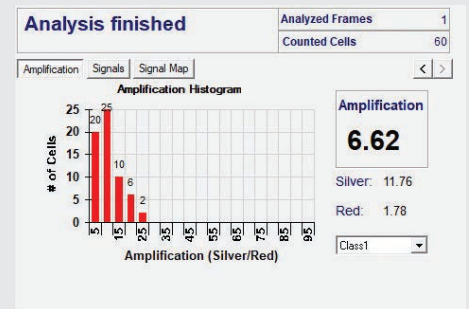 Analysis finished
Analyzed Frames 1
Counted Cells 60
Amplification Signals Signal Map < >
Amplification Histogram
# of Cells
25
20
15
10
5
0
20 25 10 6 2
5 15 25 35 45 55 65 75 85 95
Amplification (Silver/Red)
Amplification
6.62
Silver: 11.76
Red: 1.78
Class1